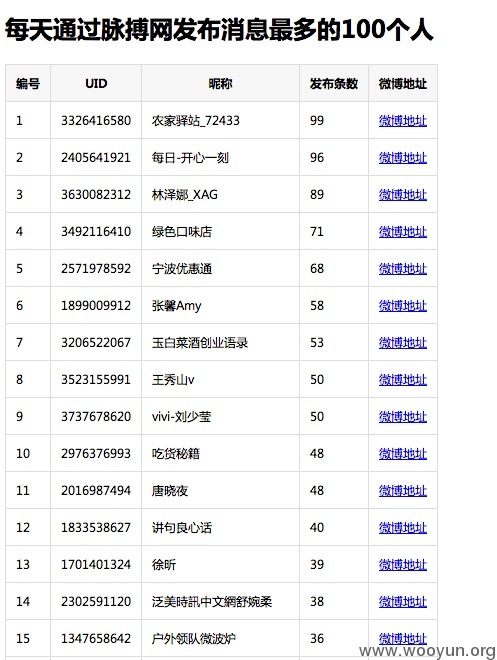 每天通过脉搏网发布消息最多的100个人
编号 UID 昵称 发布条数 微博地址
1 3326416580 农家驿站_72433 99 微博地址
2 2405641921 每日-开心一刻 96 微博地址
3 3630082312 林泽娜_XAG 89 微博地址
4 3492116410 绿色口味店 71 微博地址
5 2571978592 宁波优惠通 68 微博地址
6 1899009912 张馨Amy 58 微博地址
7 3206522067 玉白菜酒创业语录 53 微博地址
8 3523155991 王秀山v 50 微博地址
9 3737678620 vivi-刘少莹 50 微博地址
10 2976376993 吃货秘籍 48 微博地址
11 2016987494 唐晓夜 48 微博地址
12 1833538627 讲句良心话 40 微博地址
13 1701401324 徐昕 39 微博地址
14 2302591120 泛美時訊中文網舒婉柔 38 微博地址
15 1347658642 户外领队微波炉 36 微博地址
www.wooyun.org